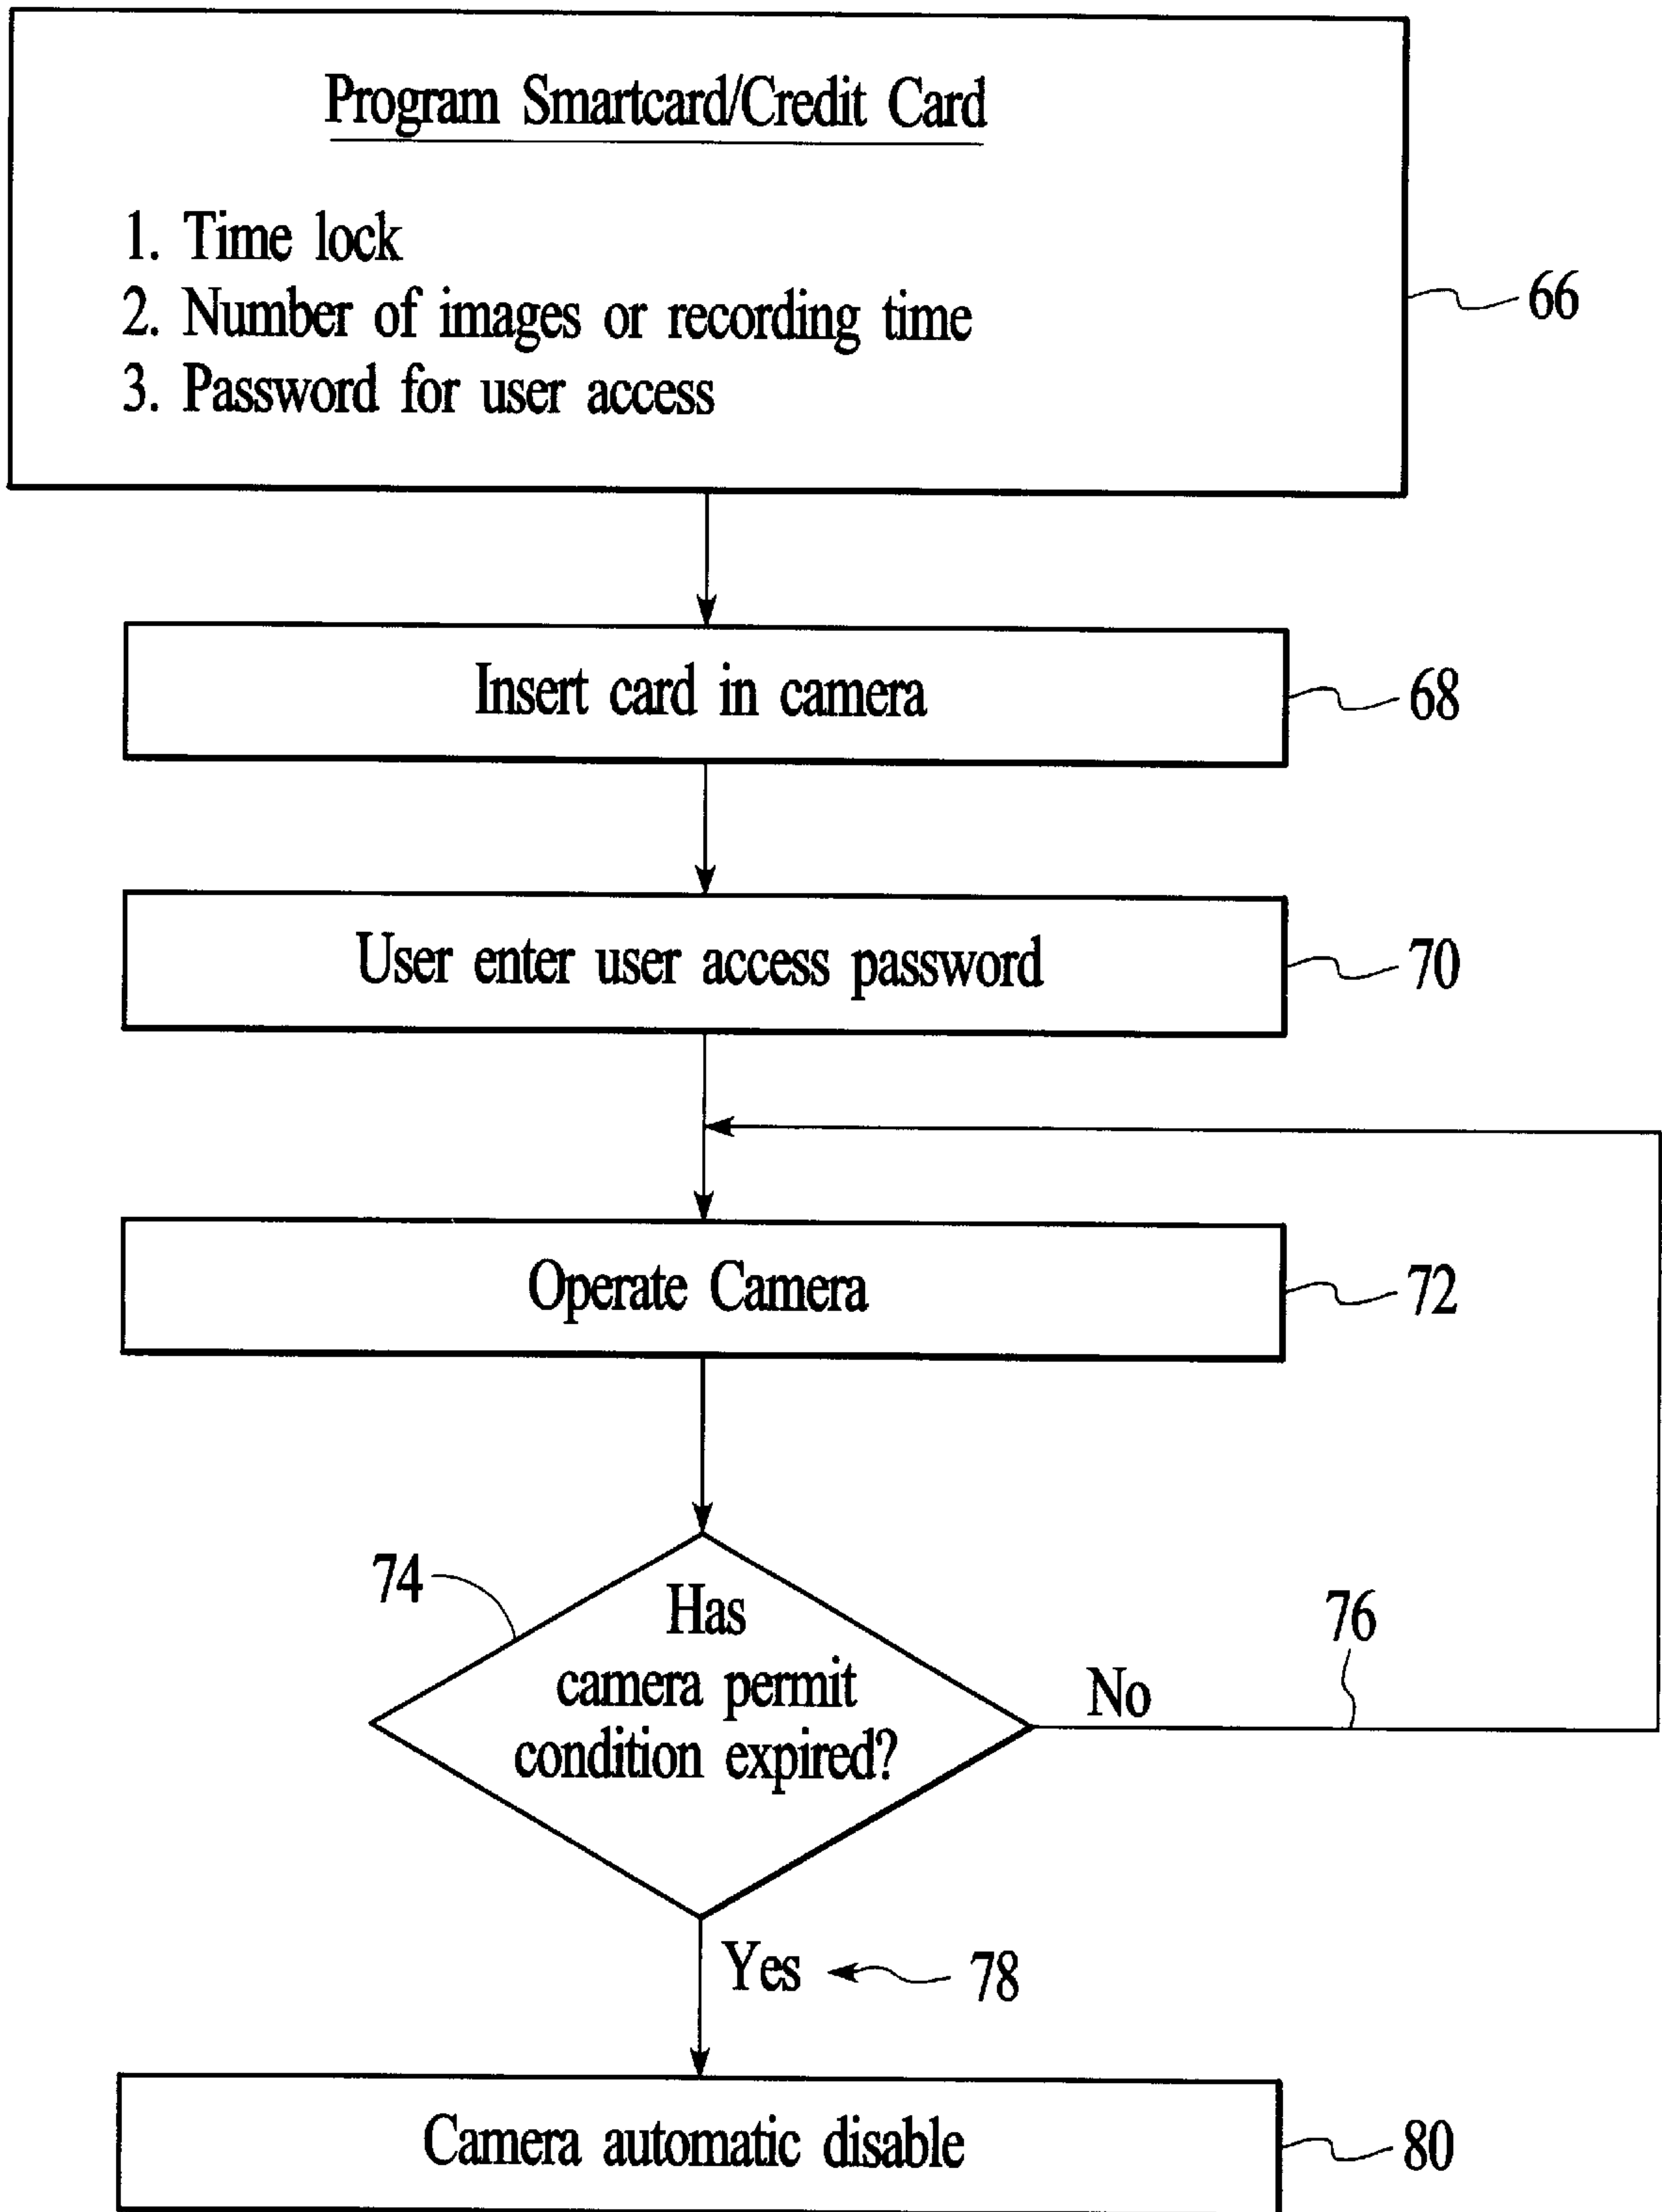 Program Smartcard/Credit Card
1. Time lock
2. Number of images or recording time
3. Password for user access
66
Insert card in camera
68
User enter user access password
70
Operate Camera
72
74
Has
camera permit
condition expired?
No
76
Yes
78
Camera automatic disable
80